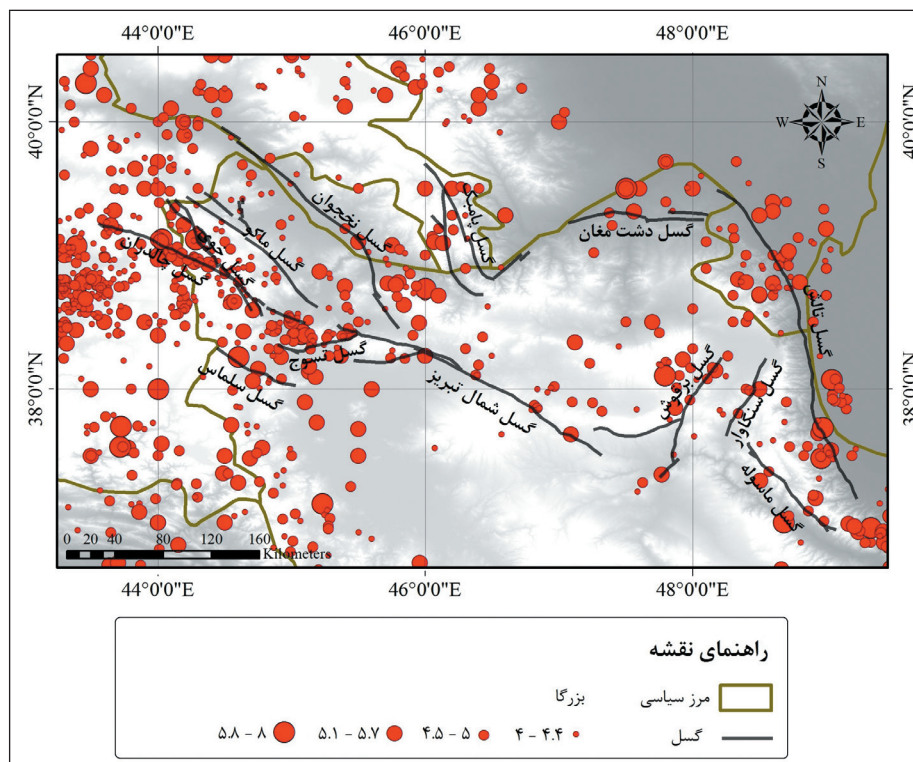 44°0'0"E 46°0'0"E 48°0'0"E
40°0'0"N 40°0'0"N
38°0'0"N 38°0'0"N
N
W E
S
گسل نخجوان
گسل پامبک
گسل ماکو
گسل خوی
گسل چالدران
گسل دشت مغان
گسل تالش
گسل تسوج
گسل سلماس
گسل شمال تبریز
گسل بزقوش
گسل سنگاوار
گسل ماسوله
0 20 40 80 120 160
Kilometers
44°0'0"E 46°0'0"E 48°0'0"E
راهنمای نقشه
مرز سیاسی
بزرگا
گسل
۴ - ۴.۴ ۴.۵ - ۵ ۵.۱ - ۵.۷ ۵.۸ - ۸